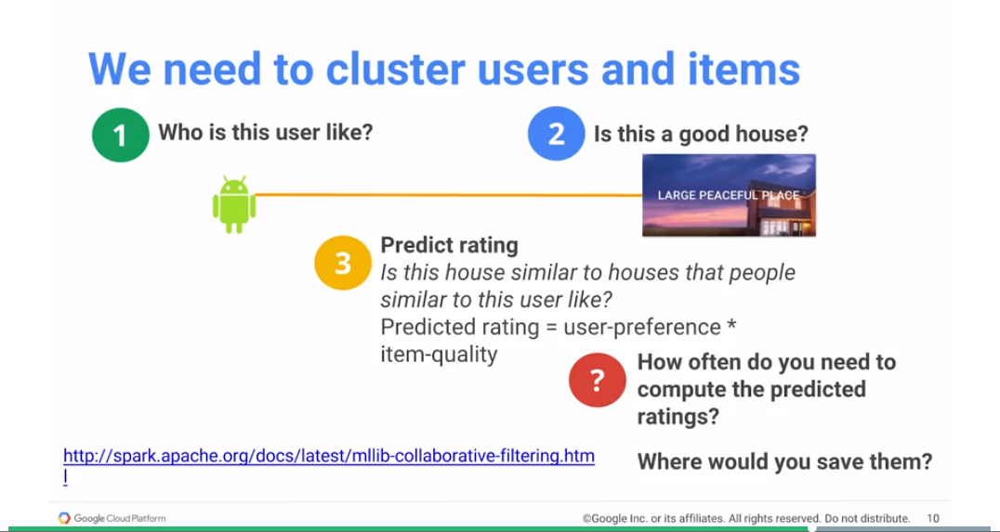 We need to cluster users and items
1
Who is this user like?
2
Is this a good house?
LARGE PEACEFUL PLACE
3
Predict rating
Is this house similar to houses that people
similar to this user like?
Predicted rating = user-preference *
item-quality
?
How often do you need to
compute the predicted
ratings?
Where would you save them?
http://spark.apache.org/docs/latest/mllib-collaborative-filtering.htm
l
Google Cloud Platform
©Google Inc. or its affiliates. All rights reserved. Do not distribute.
10